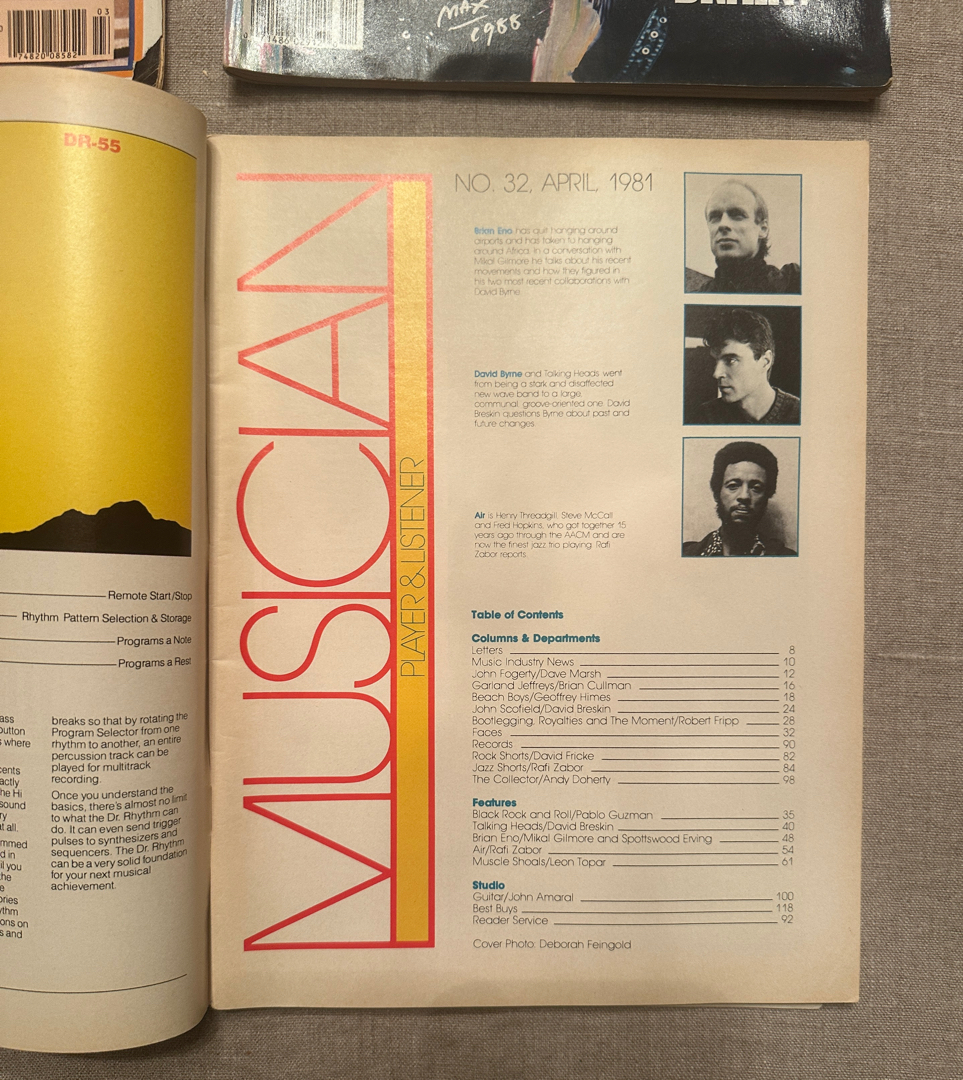 03
74820 08582
MAX
1988
DR-55
Remote Start/Stop
Rhythm Pattern Selection & Storage
Programs a Note
Programs a Rest
breaks so that by rotating the
Program Selector from one
rhythm to another, an entire
percussion track can be
played for multitrack
recording.
Once you understand the
basics, there's almost no limit
to what the Dr. Rhythm can
do. It can even send trigger
pulses to synthesizers and
sequencers. The Dr. Rhythm
can be a very solid foundation
for your next musical
achievement.
MUSICIAN
PLAYER & LISTENER
NO. 32, APRIL, 1981
Brian Eno has quit hanging around
airports and has taken to hanging
around Africa. In a conversation with
Mikal Gilmore he talks about his recent
movements and how they figured in
his two most recent collaborations with
David Byrne.
David Byrne and Talking Heads went
from being a stark and disaffected
new wave band to a large,
communal, groove-oriented one. David
Breskin questions Byrne about past and
future changes.
Air is Henry Threadgill, Steve McCall
and Fred Hopkins, who got together 15
years ago through the AACM and are
now the finest jazz trio playing. Rafi
Zabor reports.
Table of Contents
Columns & Departments
Letters 8
Music Industry News 10
John Fogerty/Dave Marsh 12
Garland Jeffreys/Brian Cullman 16
Beach Boys/Geoffrey Himes 18
John Scofield/David Breskin 24
Bootlegging, Royalties and The Moment/Robert Fripp 28
Faces 32
Records 90
Rock Shorts/David Fricke 82
Jazz Shorts/Rafi Zabor 84
The Collector/Andy Doherty 98
Features
Black Rock and Roll/Pablo Guzman 35
Talking Heads/David Breskin 40
Brian Eno/Mikal Gilmore and Spottswood Erving 48
Air/Rafi Zabor 54
Muscle Shoals/Leon Topar 61
Studio
Guitar/John Amaral 100
Best Buys 118
Reader Service 92
Cover Photo: Deborah Feingold